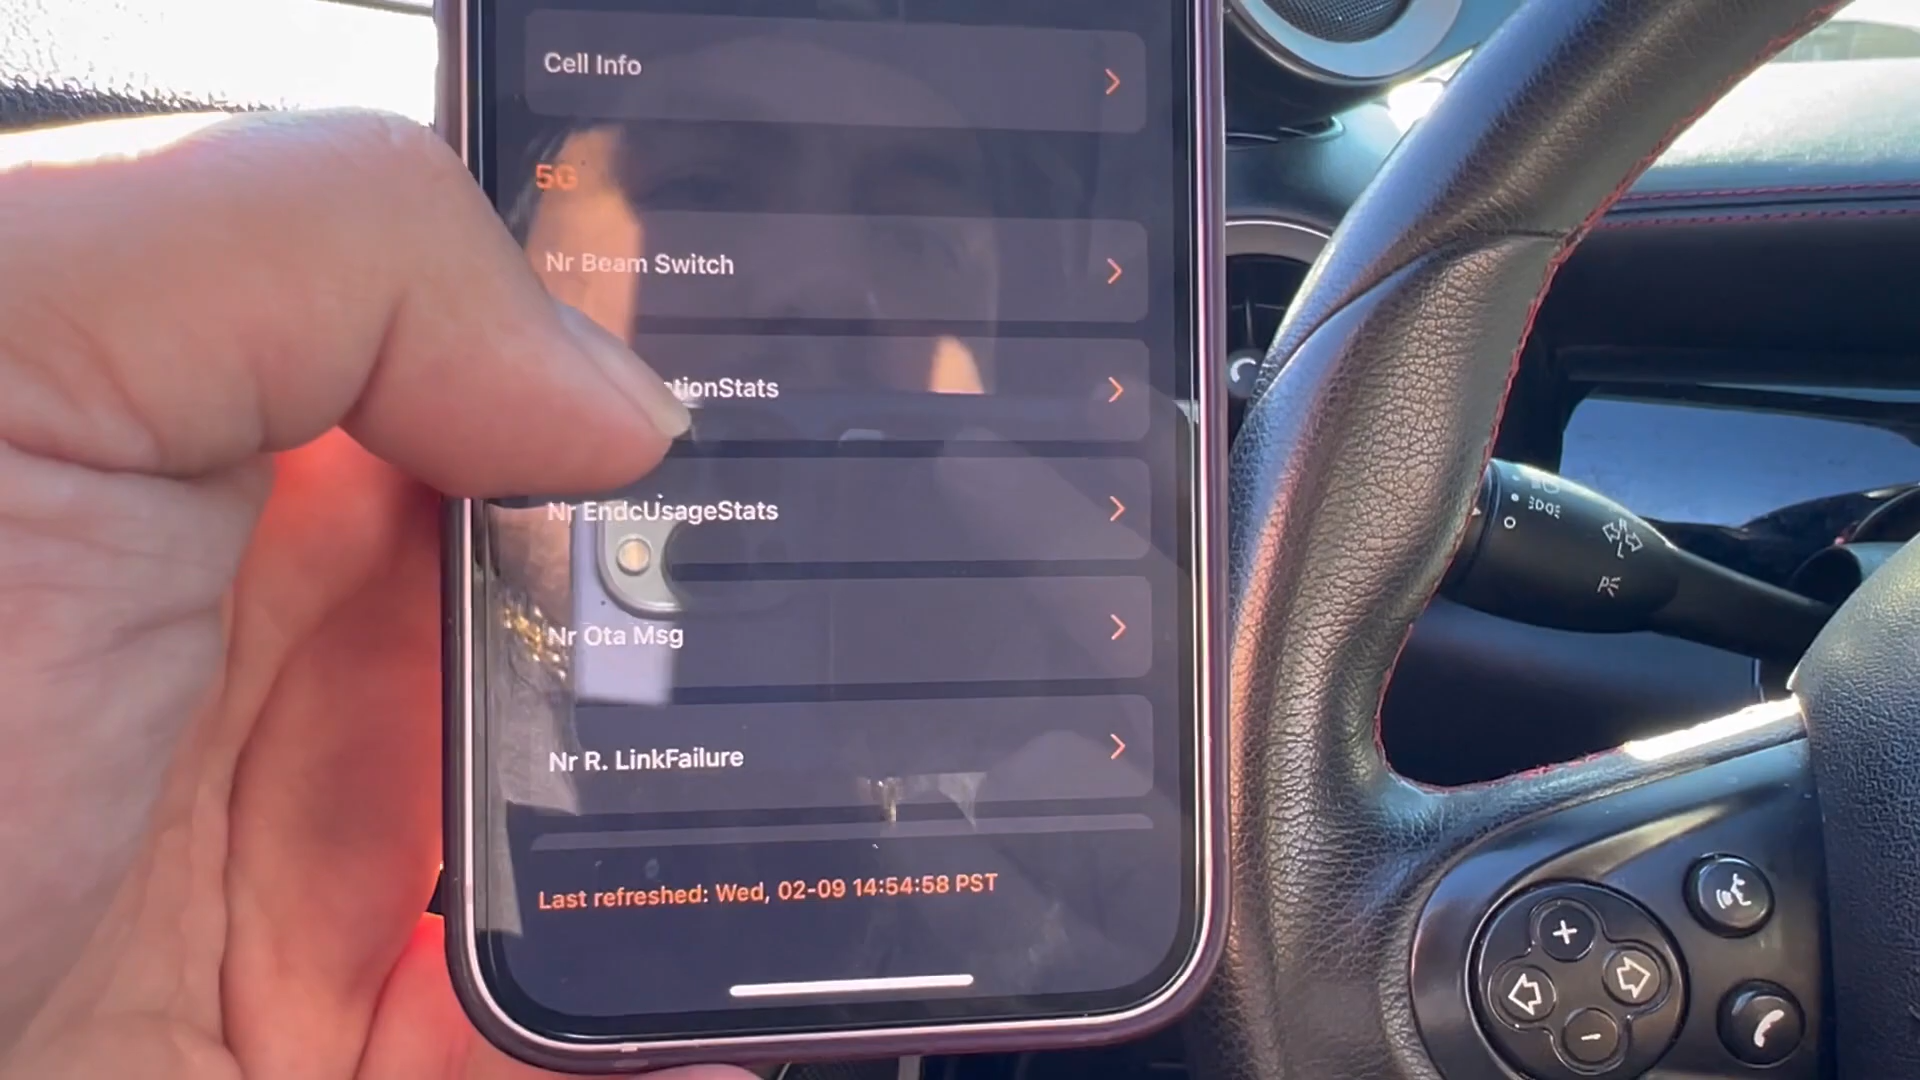 Cell Info
5G
Nr Beam Switch
tionStats
Nr EndcUsageStats
Nr Ota Msg
Nr R. LinkFailure
Last refreshed: Wed, 02-09 14:54:58 PST